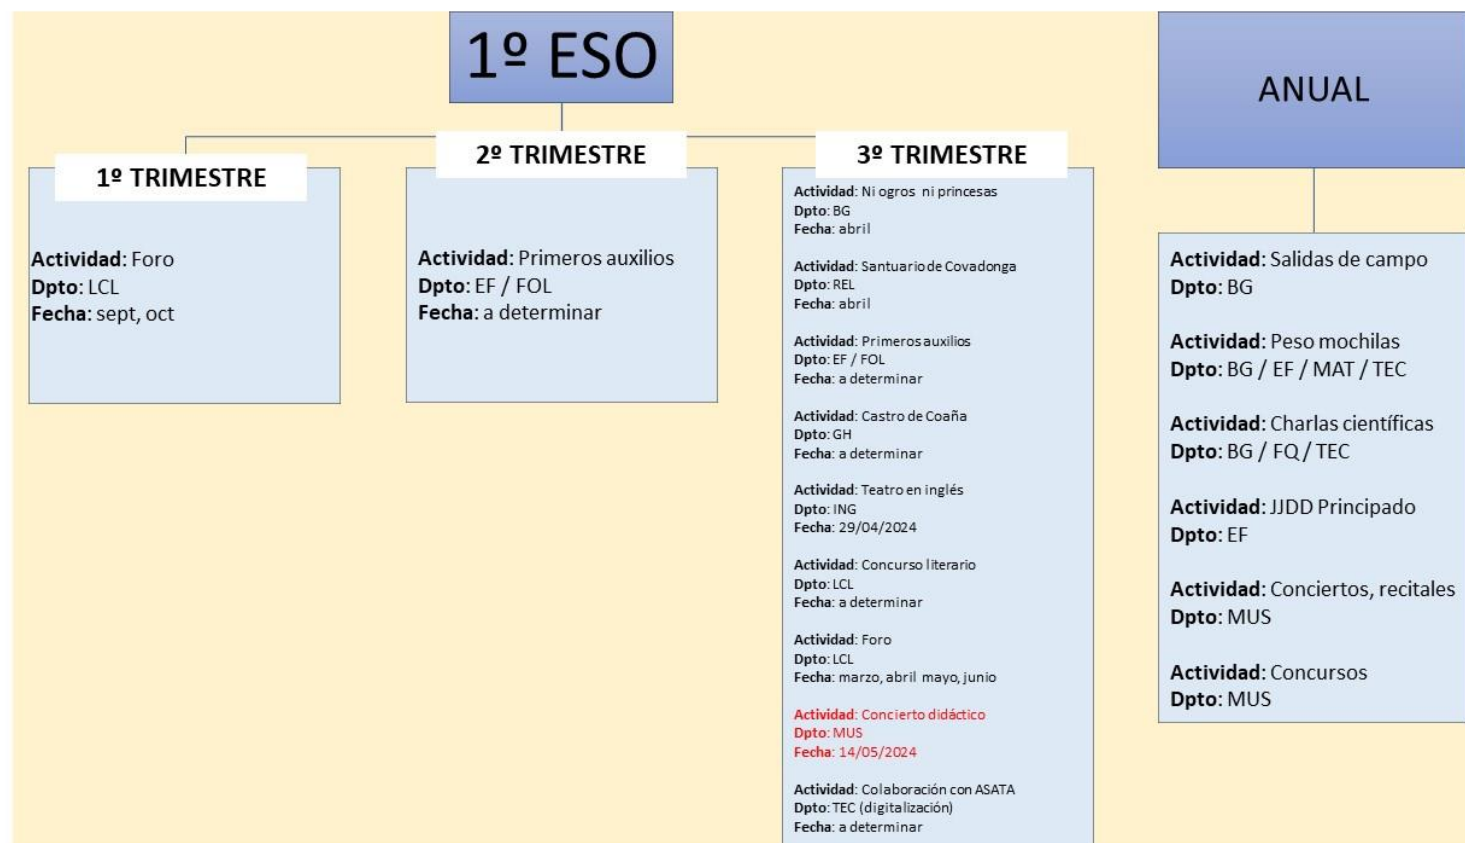 1º ESO
1º TRIMESTRE
Actividad: Foro
Dpto: LCL
Fecha: sept, oct
2º TRIMESTRE
Actividad: Primeros auxilios
Dpto: EF / FOL
Fecha: a determinar
3º TRIMESTRE
Actividad: Ni ogros ni princesas
Dpto: BG
Fecha: abril
Actividad: Santuario de Covadonga
Dpto: REL
Fecha: abril
Actividad: Primeros auxilios
Dpto: EF / FOL
Fecha: a determinar
Actividad: Castro de Coaña
Dpto: GH
Fecha: a determinar
Actividad: Teatro en inglés
Dpto: ING
Fecha: 29/04/2024
Actividad: Concurso literario
Dpto: LCL
Fecha: a determinar
Actividad: Foro
Dpto: LCL
Fecha: marzo, abril mayo, junio
Actividad: Concierto didáctico
Dpto: MUS
Fecha: 14/05/2024
Actividad: Colaboración con ASATA
Dpto: TEC (digitalización)
Fecha: a determinar
ANUAL
Actividad: Salidas de campo
Dpto: BG
Actividad: Peso mochilas
Dpto: BG / EF / MAT / TEC
Actividad: Charlas científicas
Dpto: BG / FQ / TEC
Actividad: JJDD Principado
Dpto: EF
Actividad: Conciertos, recitales
Dpto: MUS
Actividad: Concursos
Dpto: MUS